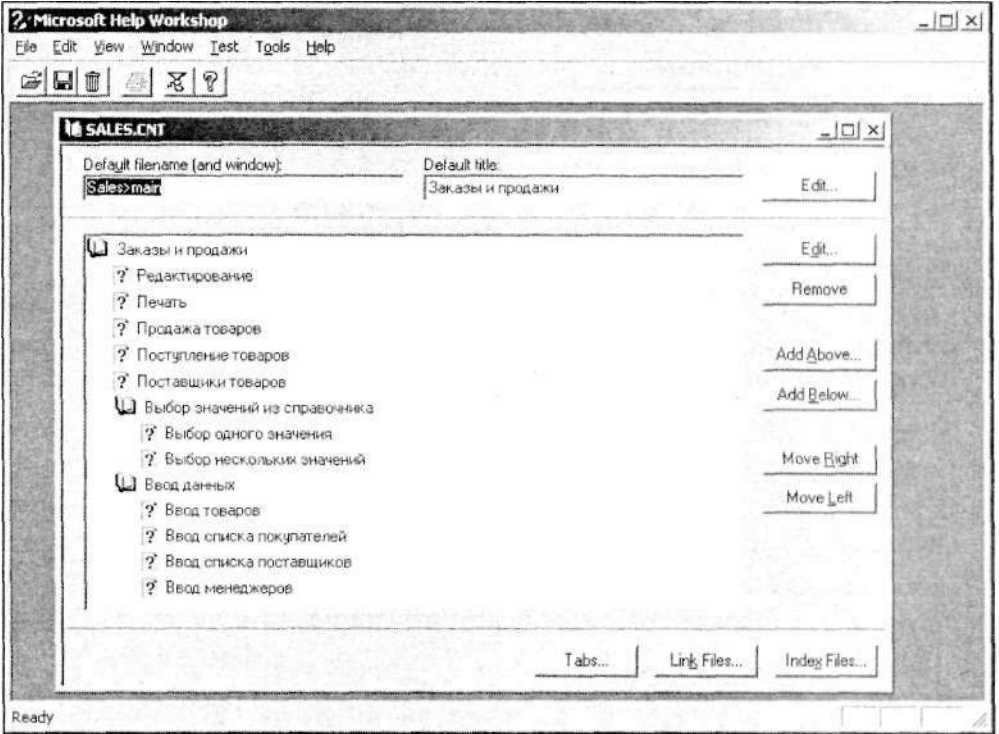 Microsoft Help Workshop
File Edit View Window Test Tools Help
SALES.CNT
Default filename (and window): Default title:
Sales>main Заказы и продажи Edit...
Заказы и продажи Edit...
Редактирование Remove
Печать
Продажа товаров
Поступление товаров Add Above...
Поставщики товаров
Выбор значений из справочника Add Below...
Выбор одного значения
Выбор нескольких значений Move Right
Ввод данных Move Left
Ввод товаров
Ввод списка покупателей
Ввод списка поставщиков
Ввод менеджеров
Tabs... Link Files... Index Files...
Ready